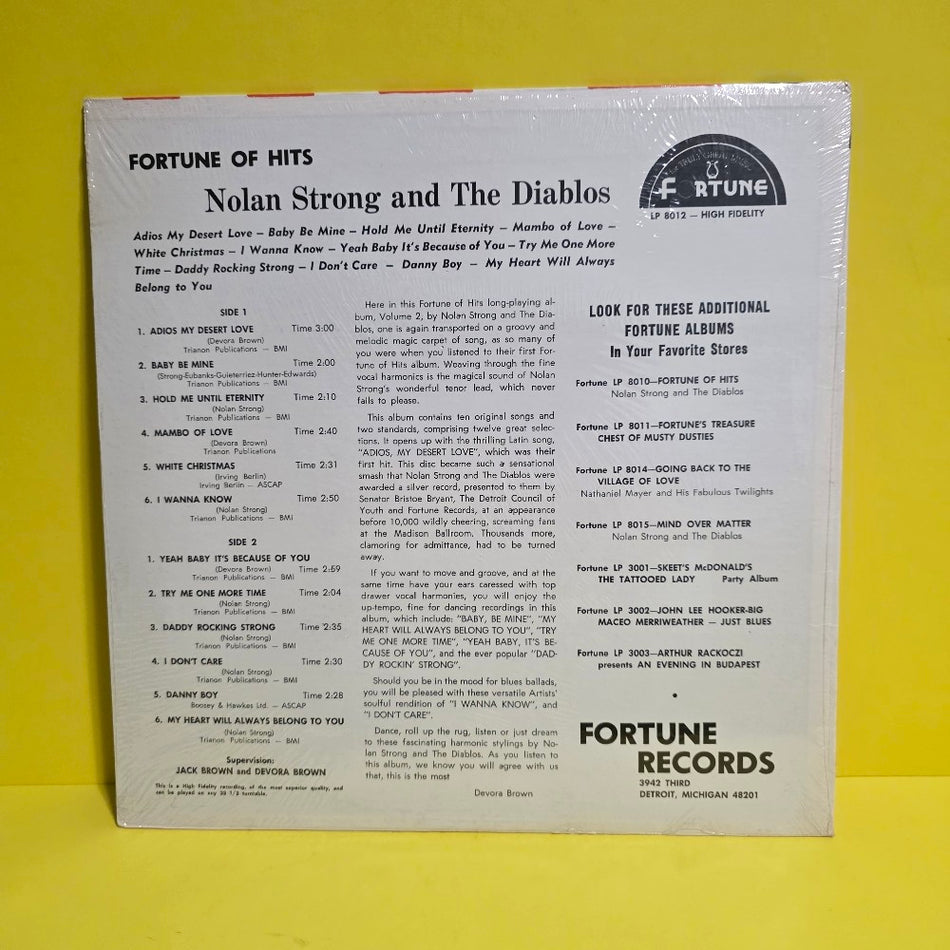 FORTUNE OF HITS
Nolan Strong and The Diablos
TRULY GREAT MUSIC
FORTUNE
LP 8012 — HIGH FIDELITY
Adios My Desert Love – Baby Be Mine – Hold Me Until Eternity – Mambo of Love –
White Christmas – I Wanna Know – Yeah Baby It's Because of You – Try Me One More
Time – Daddy Rocking Strong – I Don't Care – Danny Boy – My Heart Will Always
Belong to You
SIDE 1
1. ADIOS MY DESERT LOVE Time 3:00
(Devora Brown)
Trianon Publications — BMI
2. BABY BE MINE Time 2:00
(Strong-Eubanks-Guieterriez-Hunter-Edwards)
Trianon Publications — BMI
3. HOLD ME UNTIL ETERNITY Time 2:10
(Nolan Strong)
Trianon Publications — BMI
4. MAMBO OF LOVE Time 2:40
(Devora Brown)
Trianon Publications
5. WHITE CHRISTMAS Time 2:31
(Irving Berlin)
Irving Berlin — ASCAP
6. I WANNA KNOW Time 2:50
(Nolan Strong)
Trianon Publications — BMI
SIDE 2
1. YEAH BABY IT'S BECAUSE OF YOU
(Devora Brown) Time 2:59
Trianon Publications — BMI
2. TRY ME ONE MORE TIME Time 2:04
(Nolan Strong)
Trianon Publications — BMI
3. DADDY ROCKING STRONG Time 2:35
(Nolan Strong)
Trianon Publications — BMI
4. I DON'T CARE Time 2:30
(Nolan Strong)
Trianon Publications — BMI
5. DANNY BOY Time 2:28
Boosey & Hawkes Ltd. — ASCAP
6. MY HEART WILL ALWAYS BELONG TO YOU
(Nolan Strong)
Trianon Publications — BMI
Supervision:
JACK BROWN and DEVORA BROWN
This is a High Fidelity recording, of the most superior quality, and
can be played on any 33 1/3 turntable.
Here in this Fortune of Hits long-playing al-
bum, Volume 2, by Nolan Strong and The Dia-
blos, one is again transported on a groovy and
melodic magic carpet of song, as so many of
you were when you listened to their first For-
tune of Hits album. Weaving through the fine
vocal harmonics is the magical sound of Nolan
Strong's wonderful tenor lead, which never
fails to please.
This album contains ten original songs and
two standards, comprising twelve great selec-
tions. It opens up with the thrilling Latin song,
"ADIOS, MY DESERT LOVE", which was their
first hit. This disc became such a sensational
smash that Nolan Strong and The Diablos were
awarded a silver record, presented to them by
Senator Bristoe Bryant, The Detroit Council of
Youth and Fortune Records, at an appearance
before 10,000 wildly cheering, screaming fans
at the Madison Ballroom. Thousands more,
clamoring for admittance, had to be turned
away.
If you want to move and groove, and at the
same time have your ears caressed with top
drawer vocal harmonies, you will enjoy the
up-tempo, fine for dancing recordings in this
album, which include: "BABY, BE MINE", "MY
HEART WILL ALWAYS BELONG TO YOU", "TRY
ME ONE MORE TIME", "YEAH, BABY, IT'S BE-
CAUSE OF YOU", and the ever popular "DAD-
DY ROCKIN' STRONG".
Should you be in the mood for blues ballads,
you will be pleased with these versatile Artists'
soulful rendition of "I WANNA KNOW", and
"I DON'T CARE".
Dance, roll up the rug, listen or just dream
to these fascinating harmonic stylings by No-
lan Strong and The Diablos. As you listen to
this album, we know you will agree with us
that, this is the most
Devora Brown
LOOK FOR THESE ADDITIONAL
FORTUNE ALBUMS
In Your Favorite Stores
Fortune LP 8010—FORTUNE OF HITS
Nolan Strong and The Diablos
Fortune LP 8011—FORTUNE'S TREASURE
CHEST OF MUSTY DUSTIES
Fortune LP 8014—GOING BACK TO THE
VILLAGE OF LOVE
Nathaniel Mayer and His Fabulous Twilights
Fortune LP 8015—MIND OVER MATTER
Nolan Strong and The Diablos
Fortune LP 3001—SKEET'S McDONALD'S
THE TATTOOED LADY Party Album
Fortune LP 3002—JOHN LEE HOOKER-BIG
MACEO MERRIWEATHER — JUST BLUES
Fortune LP 3003—ARTHUR RACKOCZI
presents AN EVENING IN BUDAPEST
FORTUNE
RECORDS
3942 THIRD
DETROIT, MICHIGAN 48201